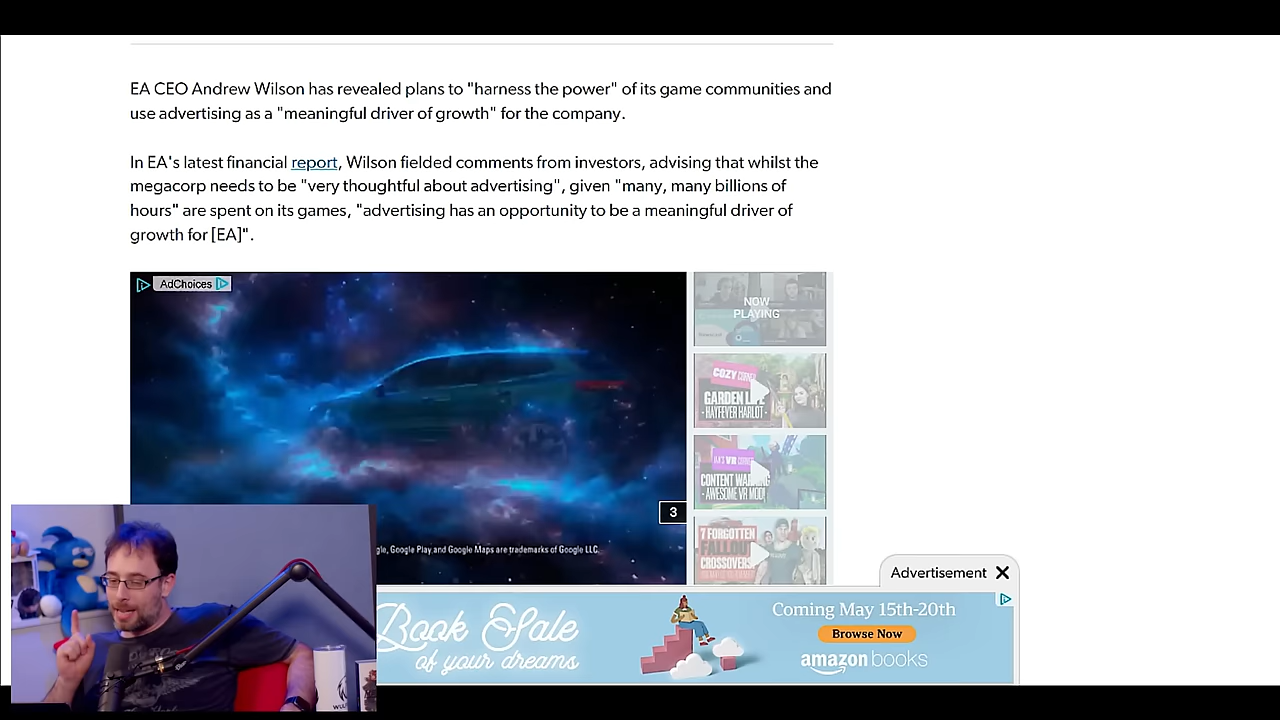 EA CEO Andrew Wilson has revealed plans to "harness the power" of its game communities and
use advertising as a "meaningful driver of growth" for the company.
In EA's latest financial report, Wilson fielded comments from investors, advising that whilst the
megacorp needs to be "very thoughtful about advertising", given "many, many billions of
hours" are spent on its games, "advertising has an opportunity to be a meaningful driver of
growth for [EA]".
AdChoices
NOW
PLAYING
COZY CORNER
GARDEN LIFE
- HAYFEVER HARLOT -
VR CORNER
CONTENT WARNING
- AWESOME VR MOD! -
7 FORGOTTEN
FALLOUT
CROSSOVERS
3
Google Play and Google Maps are trademarks of Google LLC.
Advertisement
Book Sale
of your dreams
Coming May 15th-20th
Browse Now
amazon books